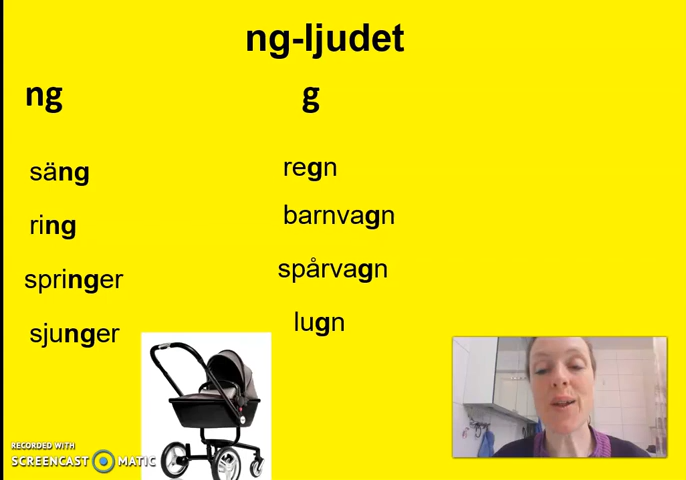 ng-ljudet
ng
g
säng
regn
ring
barnvagn
springer
spårvagn
sjunger
lugn
RECORDED WITH
SCREENCAST MATIC